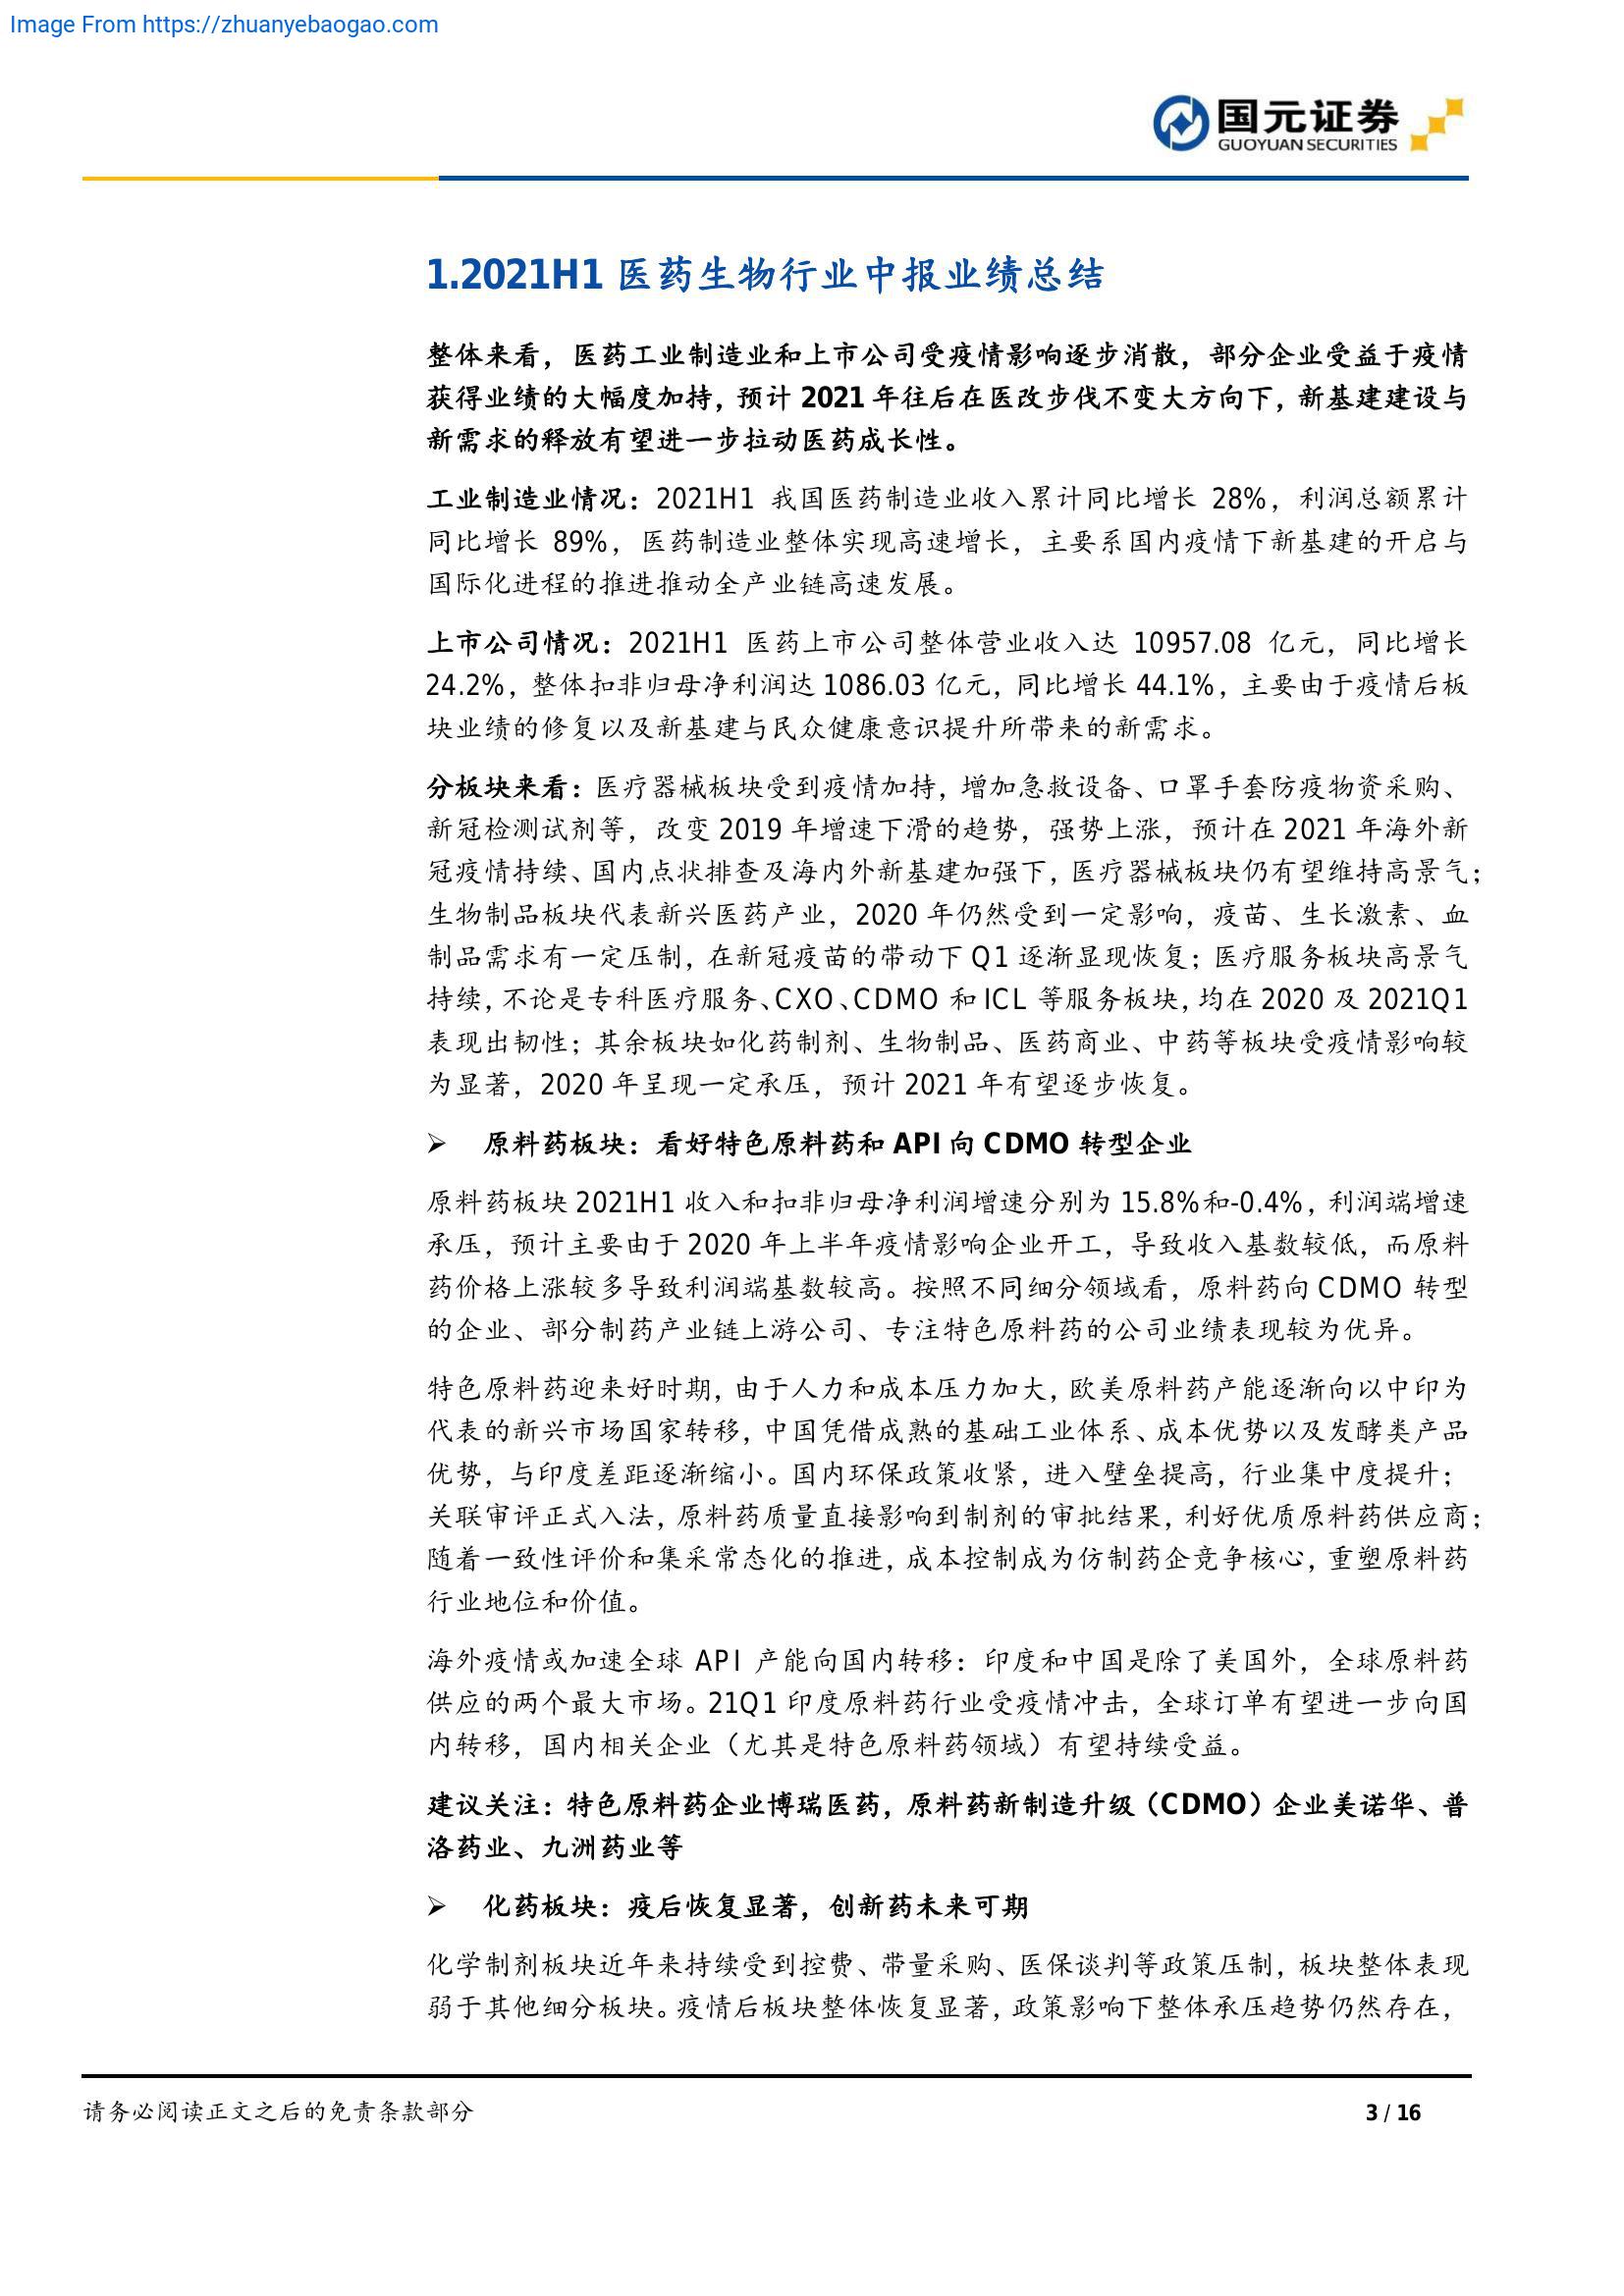 Image From https://zhuanyebaogao.com
国元证券
GUOYUAN SECURITIES
1.2021H1 医药生物行业中报业绩总结
整体来看，医药工业制造业和上市公司受疫情影响逐步消散，部分企业受益于疫情
获得业绩的大幅度加持，预计 2021 年往后在医改步伐不变大方向下，新基建建设与
新需求的释放有望进一步拉动医药成长性。
工业制造业情况：2021H1 我国医药制造业收入累计同比增长 28%，利润总额累计
同比增长 89%，医药制造业整体实现高速增长，主要系国内疫情下新基建的开启与
国际化进程的推进推动全产业链高速发展。
上市公司情况：2021H1 医药上市公司整体营业收入达 10957.08 亿元，同比增长
24.2%，整体扣非归母净利润达 1086.03 亿元，同比增长 44.1%，主要由于疫情后板
块业绩的修复以及新基建与民众健康意识提升所带来的新需求。
分板块来看：医疗器械板块受到疫情加持，增加急救设备、口罩手套防疫物资采购、
新冠检测试剂等，改变 2019 年增速下滑的趋势，强势上涨，预计在 2021 年海外新
冠疫情持续、国内点状排查及海内外新基建加强下，医疗器械板块仍有望维持高景气；
生物制品板块代表新兴医药产业，2020 年仍然受到一定影响，疫苗、生长激素、血
制品需求有一定压制，在新冠疫苗的带动下 Q1 逐渐显现恢复；医疗服务板块高景气
持续，不论是专科医疗服务、CXO、CDMO 和 ICL 等服务板块，均在 2020 及 2021Q1
表现出韧性；其余板块如化药制剂、生物制品、医药商业、中药等板块受疫情影响较
为显著，2020 年呈现一定承压，预计 2021 年有望逐步恢复。
➢ 原料药板块：看好特色原料药和 API 向 CDMO 转型企业
原料药板块 2021H1 收入和扣非归母净利润增速分别为 15.8%和-0.4%，利润端增速
承压，预计主要由于 2020 年上半年疫情影响企业开工，导致收入基数较低，而原料
药价格上涨较多导致利润端基数较高。按照不同细分领域看，原料药向 CDMO 转型
的企业、部分制药产业链上游公司、专注特色原料药的公司业绩表现较为优异。
特色原料药迎来好时期，由于人力和成本压力加大，欧美原料药产能逐渐向以中印为
代表的新兴市场国家转移，中国凭借成熟的基础工业体系、成本优势以及发酵类产品
优势，与印度差距逐渐缩小。国内环保政策收紧，进入壁垒提高，行业集中度提升；
关联审评正式入法，原料药质量直接影响到制剂的审批结果，利好优质原料药供应商；
随着一致性评价和集采常态化的推进，成本控制成为仿制药企竞争核心，重塑原料药
行业地位和价值。
海外疫情或加速全球 API 产能向国内转移：印度和中国是除了美国外，全球原料药
供应的两个最大市场。21Q1 印度原料药行业受疫情冲击，全球订单有望进一步向国
内转移，国内相关企业（尤其是特色原料药领域）有望持续受益。
建议关注：特色原料药企业博瑞医药，原料药新制造升级（CDMO）企业美诺华、普
洛药业、九洲药业等
➢ 化药板块：疫后恢复显著，创新药未来可期
化学制剂板块近年来持续受到控费、带量采购、医保谈判等政策压制，板块整体表现
弱于其他细分板块。疫情后板块整体恢复显著，政策影响下整体承压趋势仍然存在，
请务必阅读正文之后的免责条款部分
3 / 16